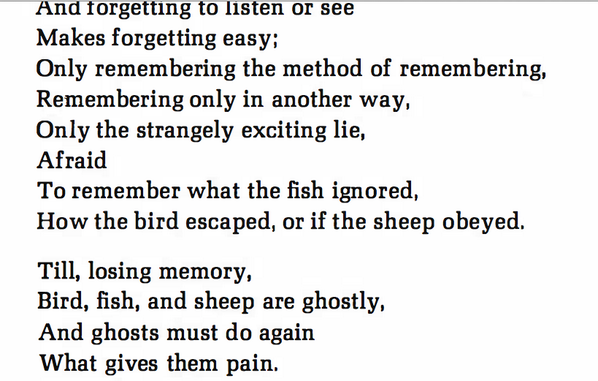 And forgetting to listen or see
Makes forgetting easy;
Only remembering the method of remembering,
Remembering only in another way,
Only the strangely exciting lie,
Afraid
To remember what the fish ignored,
How the bird escaped, or if the sheep obeyed.
Till, losing memory,
Bird, fish, and sheep are ghostly,
And ghosts must do again
What gives them pain.